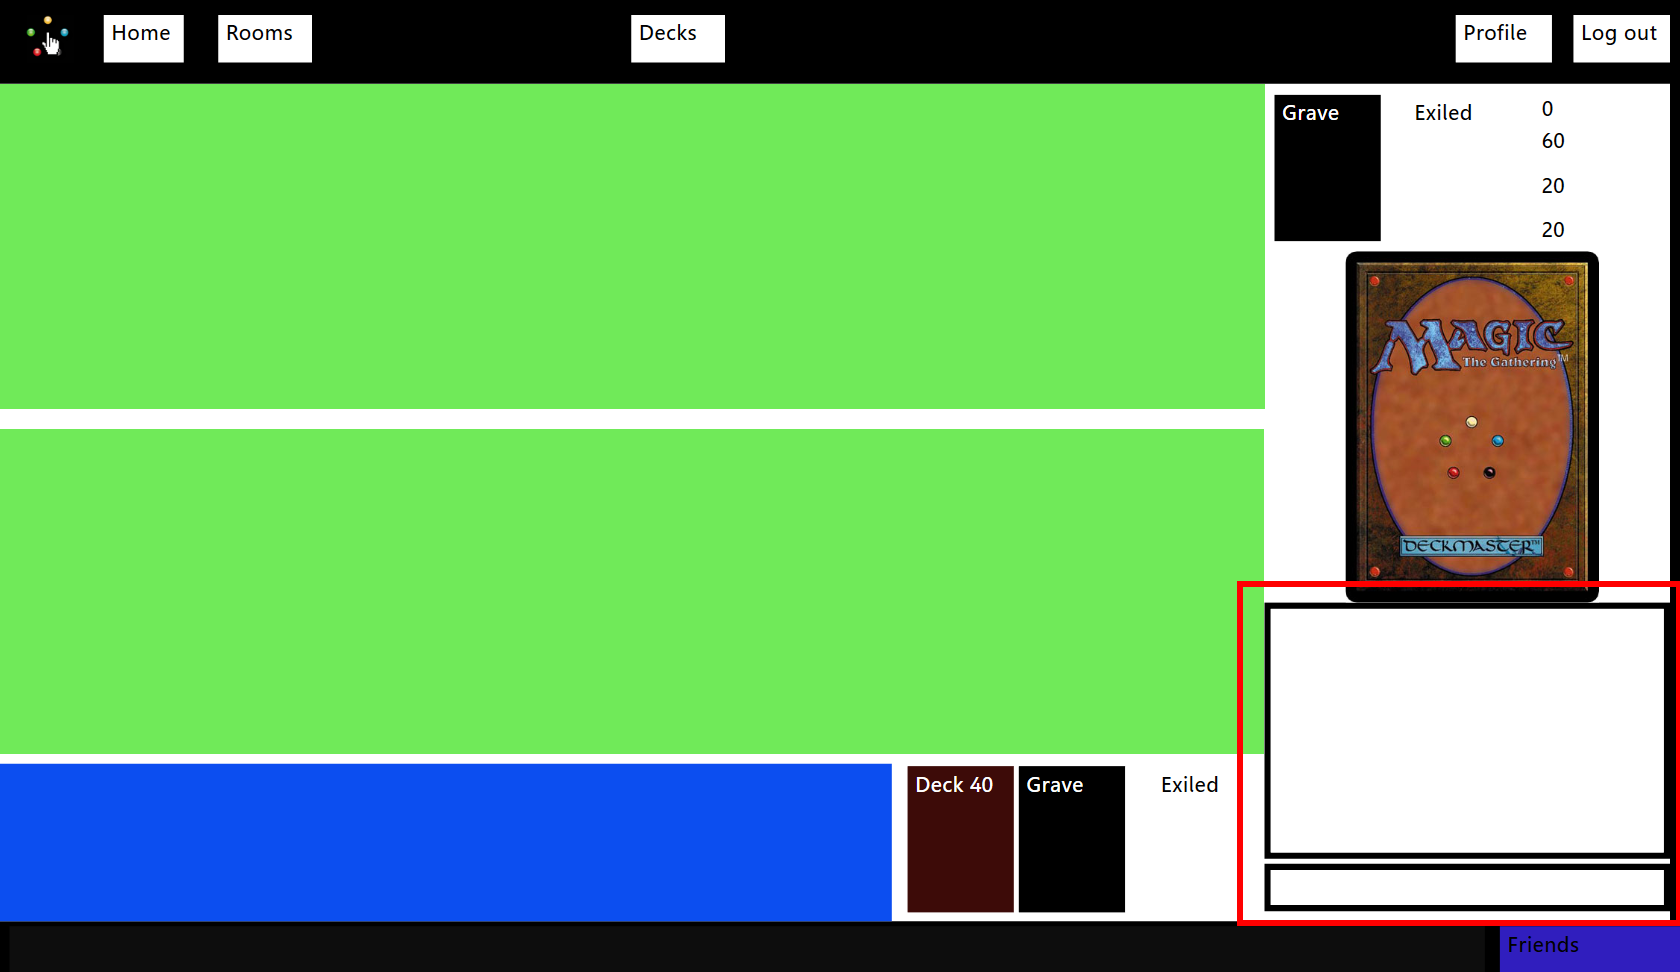 Home
Rooms
Decks
Profile
Log out
Grave
Exiled
0
60
20
20
MAGIC
The Gathering™
DECKMASTER™
Deck 40
Grave
Exiled
Friends